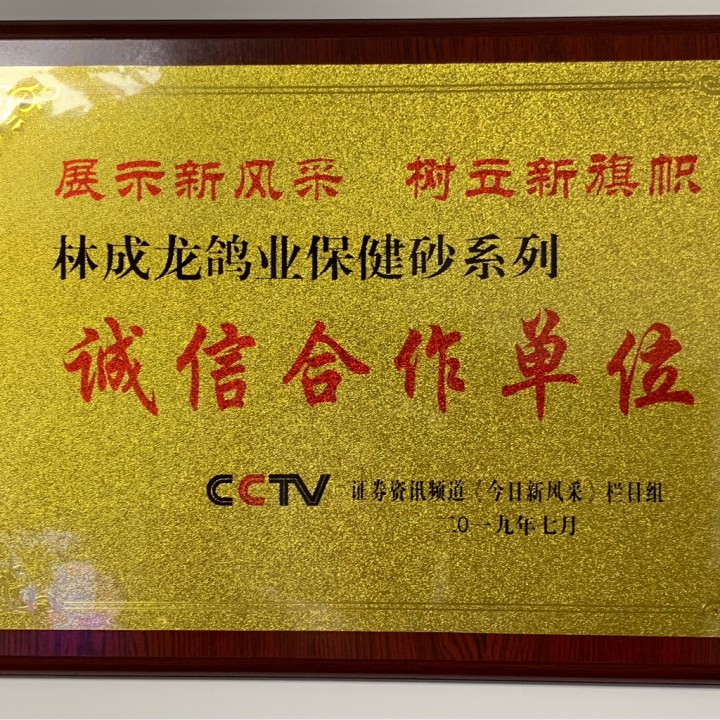 展示新风采 树立新旗帜
林成龙鸽业保健砂系列
诚信合作单位
CCTV 证券资讯频道《今日新风采》栏目组
二0一九年七月